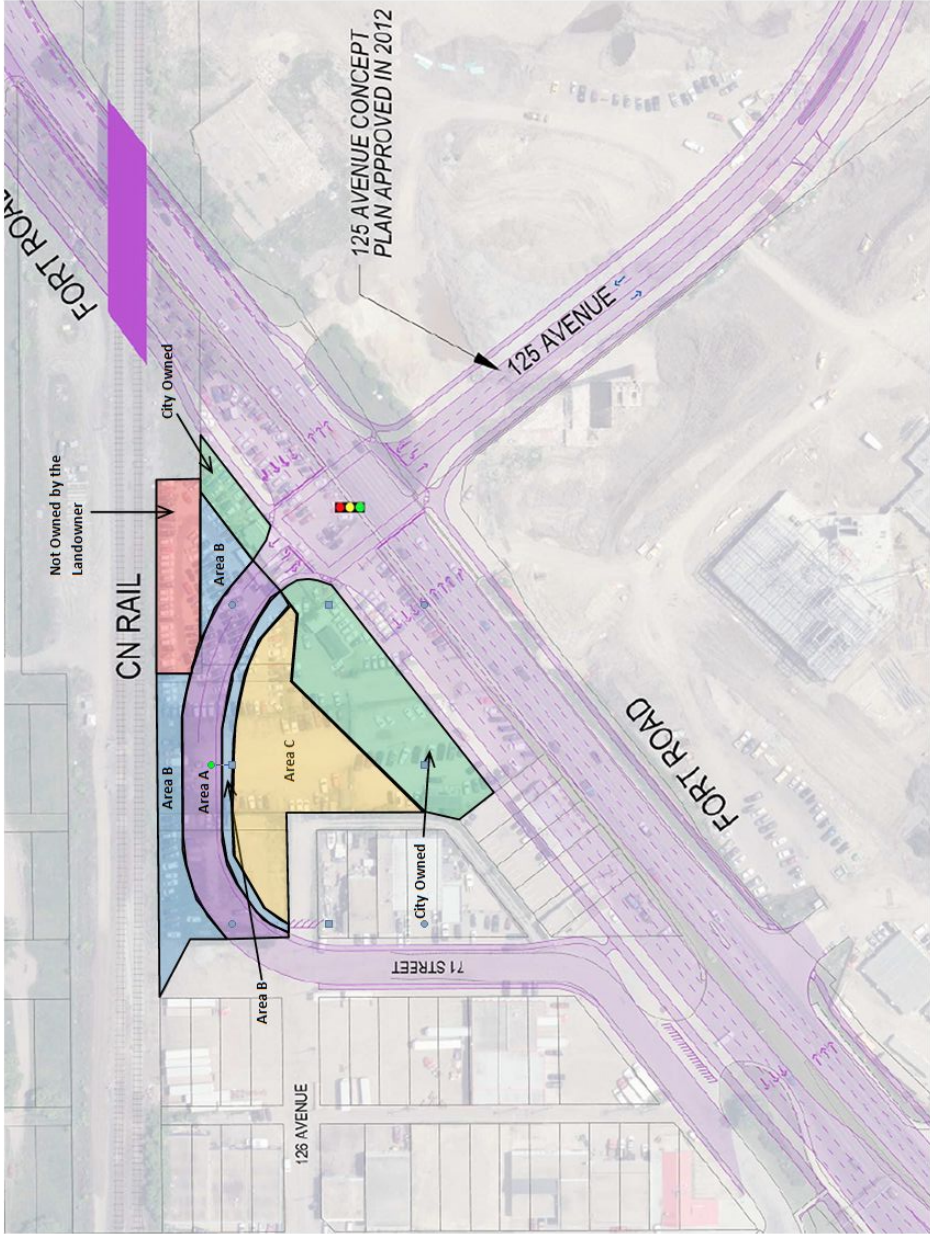 FORT ROAD
125 AVENUE CONCEPT
PLAN APPROVED IN 2012
125 AVENUE
City Owned
Not Owned by the
Landowner
CN RAIL
Area B
Area B
Area A
Area C
City Owned
Area B
FORT ROAD
71 STREET
126 AVENUE